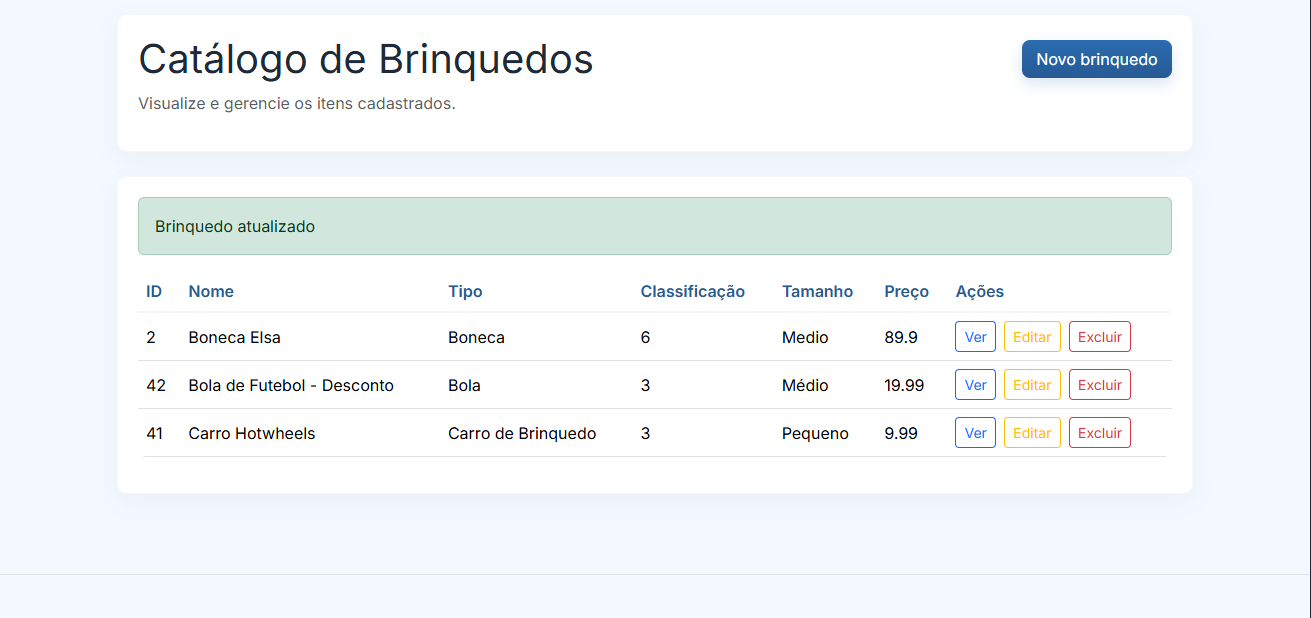 Catálogo de Brinquedos
Novo brinquedo
Visualize e gerencie os itens cadastrados.
Brinquedo atualizado
ID Nome Tipo Classificação Tamanho Preço Ações
2 Boneca Elsa Boneca 6 Medio 89.9 Ver Editar Excluir
42 Bola de Futebol - Desconto Bola 3 Médio 19.99 Ver Editar Excluir
41 Carro Hotwheels Carro de Brinquedo 3 Pequeno 9.99 Ver Editar Excluir